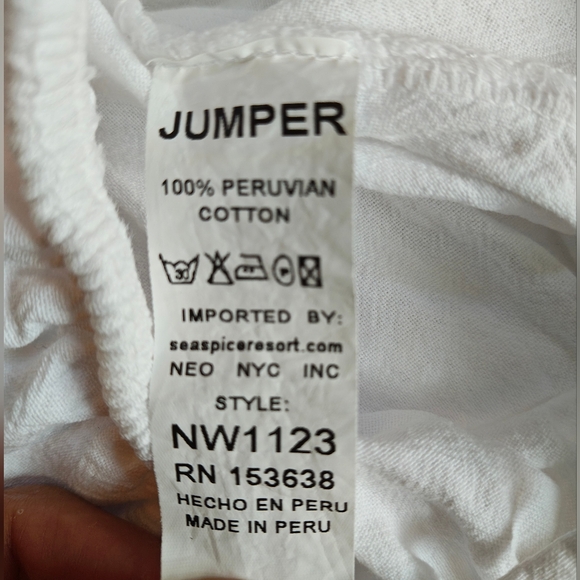 JUMPER
100% PERUVIAN
COTTON
30 P
IMPORTED BY:
seaspiceresort.com
NEO NYC INC
STYLE:
NW1123
RN 153638
HECHO EN PERU
MADE IN PERU